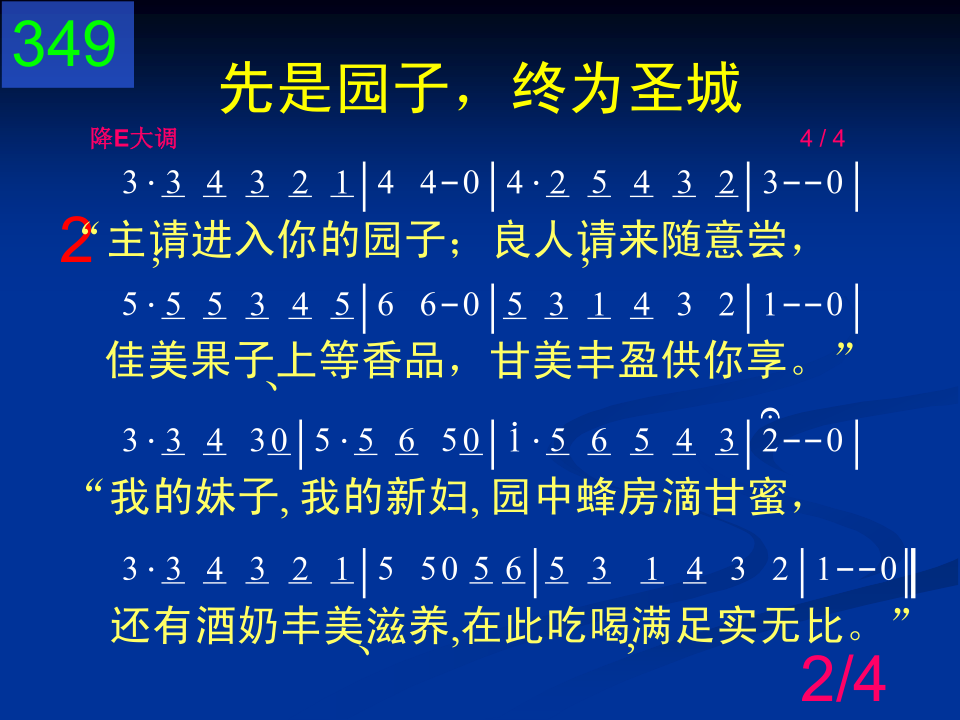 349
先是园子，终为圣城
降E大调 4 / 4
3·3 4 3 2 1|4 4-0|4·2 5 4 3 2|3--0|
2 “主,请进入你的园子；良人,请来随意尝，
5·5 5 3 4 5|6 6-0|5 3 1 4 3 2|1--0|
佳美果子、上等香品，甘美丰盈供你享。”
3·3 4 30|5·5 6 50|i·5 6 5 4 3|2--0|
“我的妹子, 我的新妇, 园中蜂房滴甘蜜，
3·3 4 3 2 1|5 50 5 6|5 3 1 4 3 2|1--0‖
还有酒奶丰美、滋养,在此吃喝,满足实无比。”
2/4